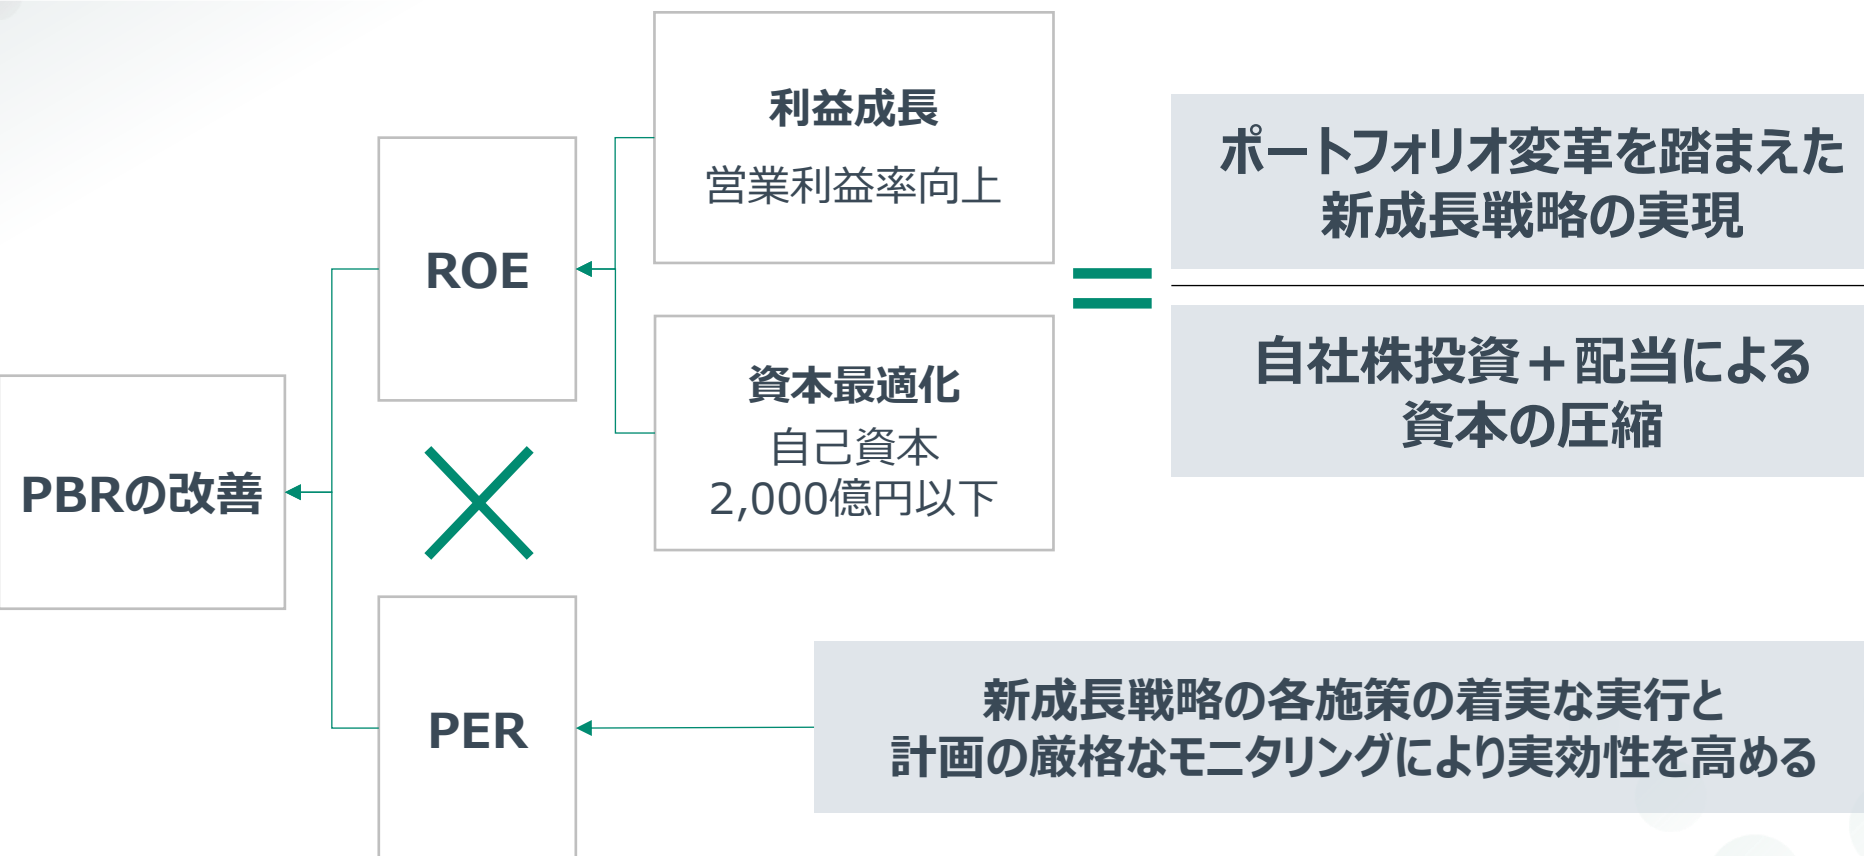 利益成長
営業利益率向上
ポートフォリオ変革を踏まえた
新成長戦略の実現
ROE
=
自社株投資+配当による
資本の圧縮
資本最適化
自己資本
2,000億円以下
PBRの改善
×
PER
新成長戦略の各施策の着実な実行と
計画の厳格なモニタリングにより実効性を高める